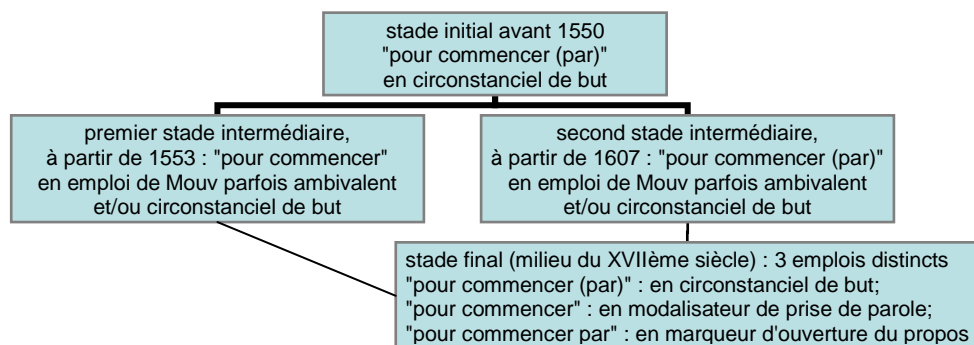 stade initial avant 1550
"pour commencer (par)"
en circonstanciel de but
premier stade intermédiaire,
à partir de 1553 : "pour commencer"
en emploi de Mouv parfois ambivalent
et/ou circonstanciel de but
second stade intermédiaire,
à partir de 1607 : "pour commencer (par)"
en emploi de Mouv parfois ambivalent
et/ou circonstanciel de but
stade final (milieu du XVIIème siècle) : 3 emplois distincts
"pour commencer (par)" : en circonstanciel de but;
"pour commencer" : en modalisateur de prise de parole;
"pour commencer par" : en marqueur d'ouverture du propos